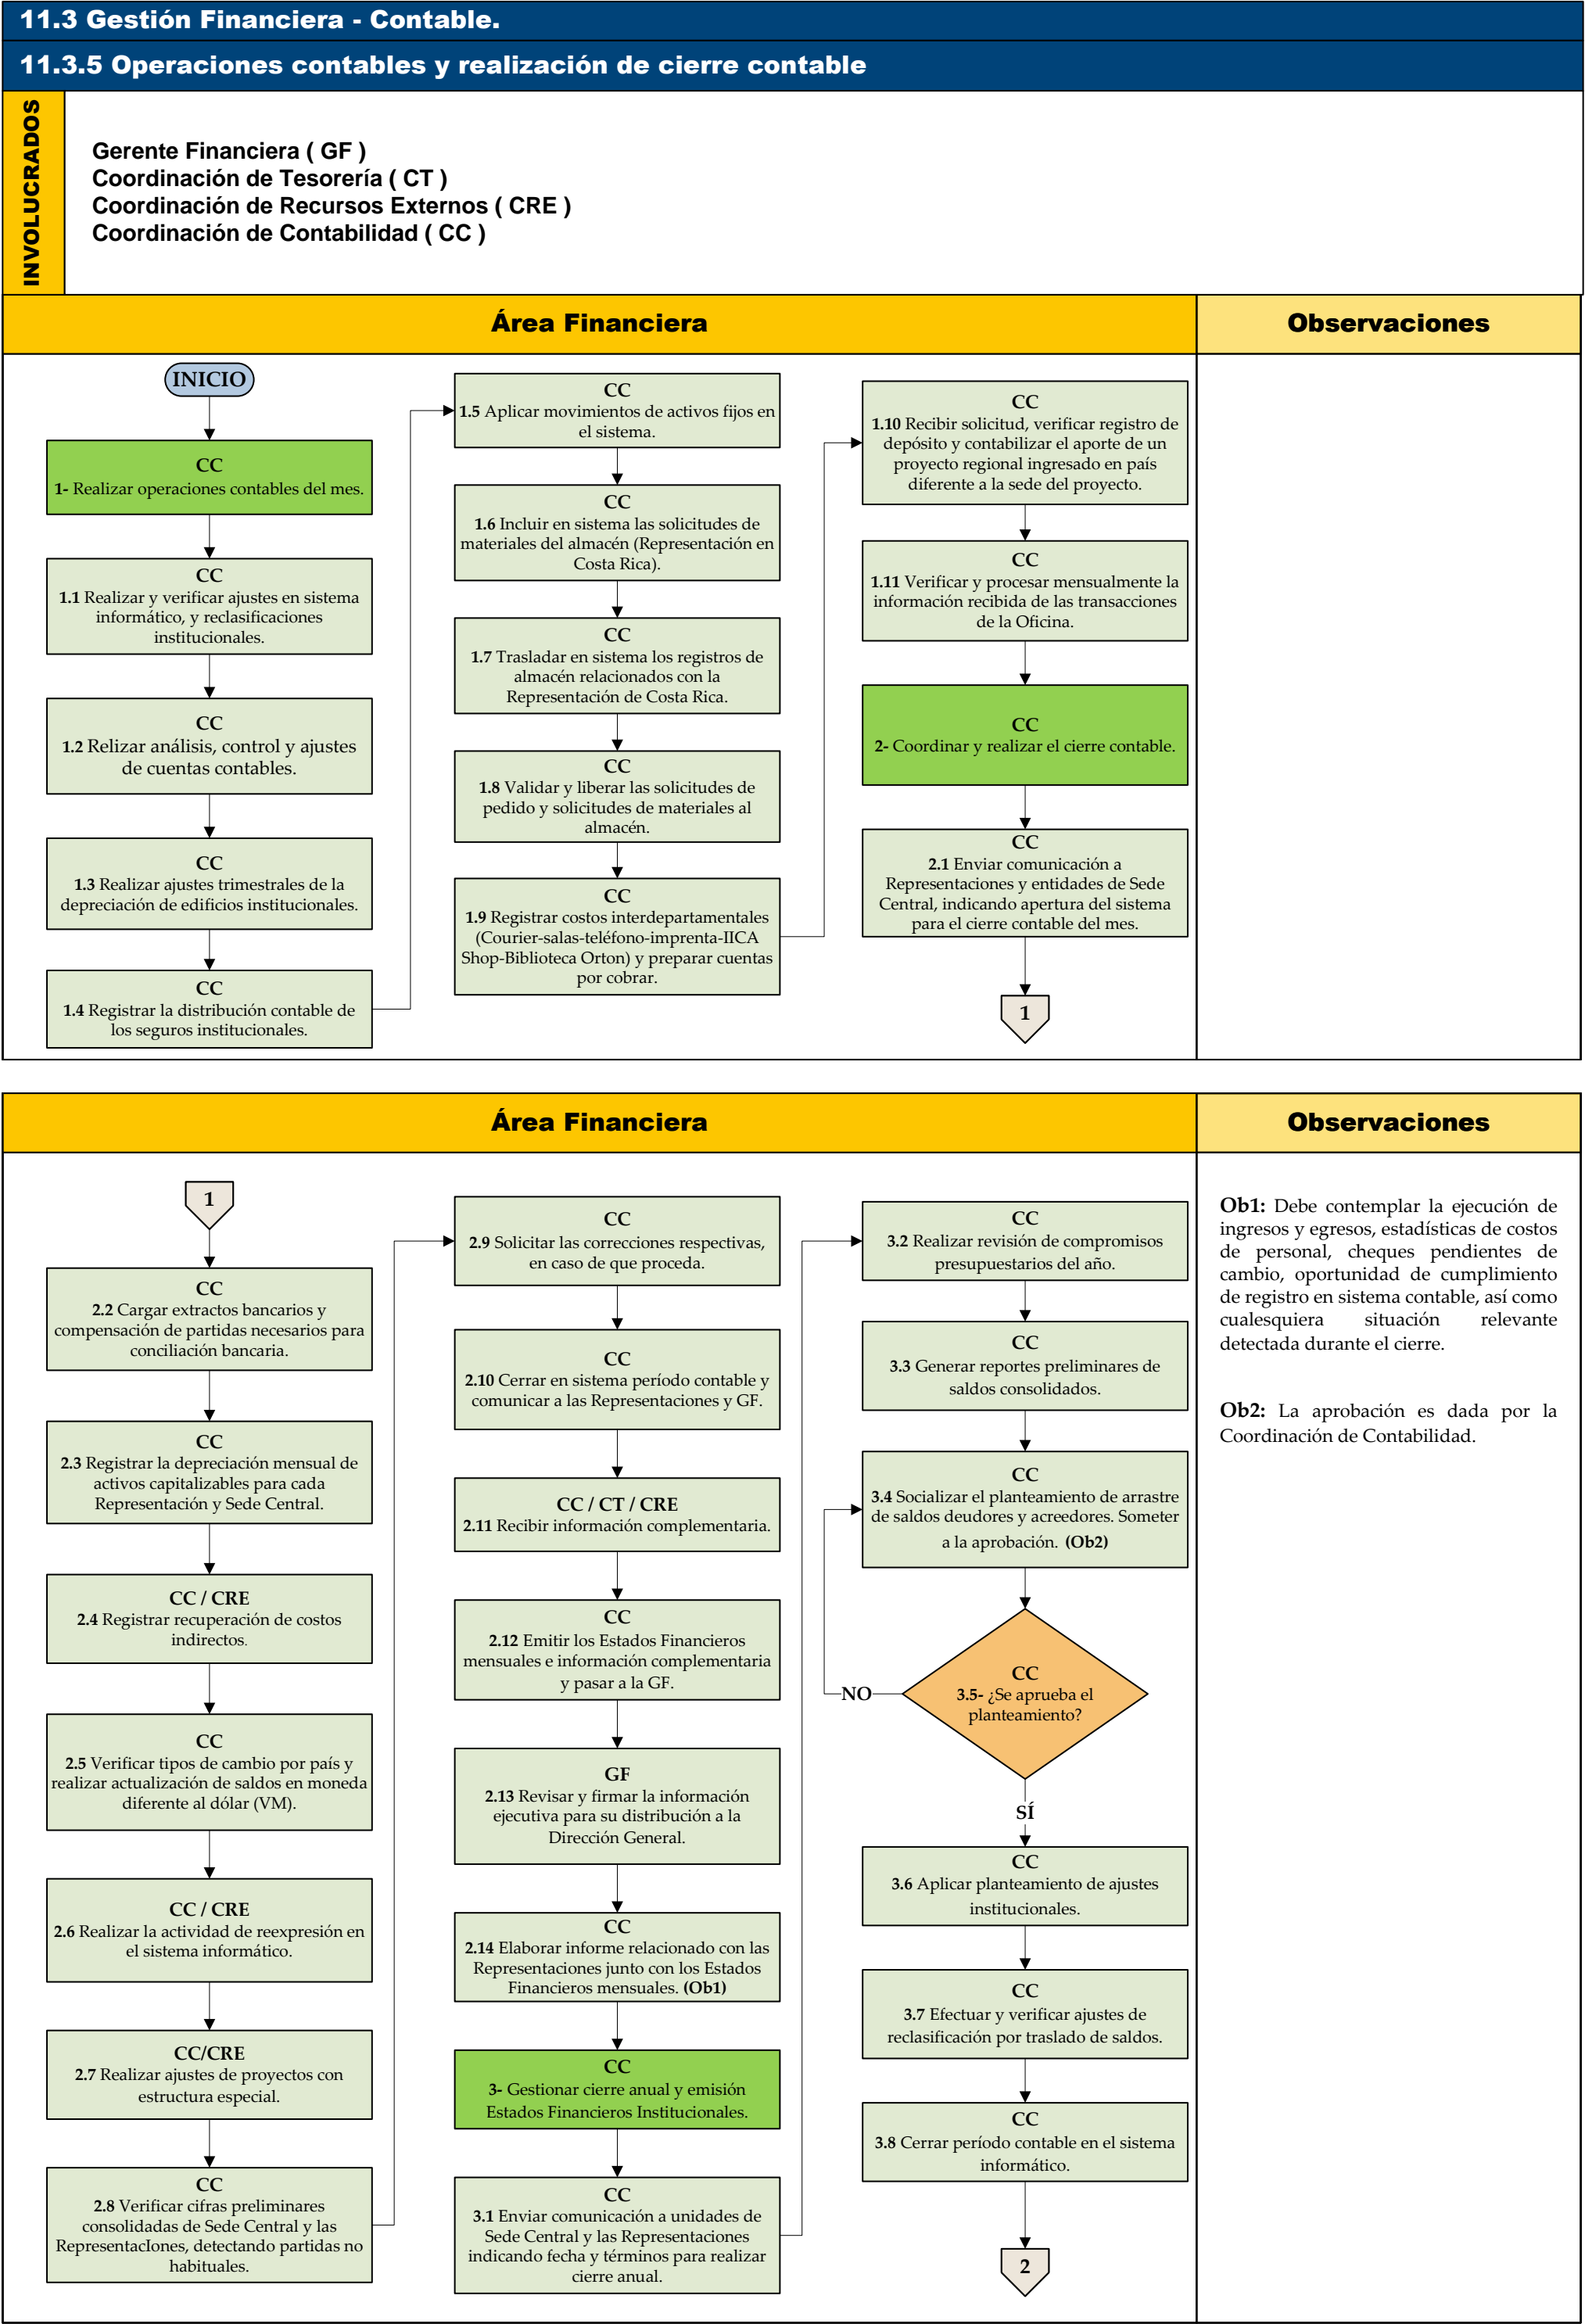 11.3 Gestión Financiera - Contable.
11.3.5 Operaciones contables y realización de cierre contable
INVOLUCRADOS
Gerente Financiera ( GF )
Coordinación de Tesorería ( CT )
Coordinación de Recursos Externos ( CRE )
Coordinación de Contabilidad ( CC )
Área Financiera
Observaciones
INICIO
CC
1- Realizar operaciones contables del mes.
CC
1.1 Realizar y verificar ajustes en sistema
informático, y reclasificaciones
institucionales.
CC
1.2 Relizar análisis, control y ajustes
de cuentas contables.
CC
1.3 Realizar ajustes trimestrales de la
depreciación de edificios institucionales.
CC
1.4 Registrar la distribución contable de
los seguros institucionales.
CC
1.5 Aplicar movimientos de activos fijos en
el sistema.
CC
1.6 Incluir en sistema las solicitudes de
materiales del almacén (Representación en
Costa Rica).
CC
1.7 Trasladar en sistema los registros de
almacén relacionados con la
Representación de Costa Rica.
CC
1.8 Validar y liberar las solicitudes de
pedido y solicitudes de materiales al
almacén.
CC
1.9 Registrar costos interdepartamentales
(Courier-salas-teléfono-imprenta-IICA
Shop-Biblioteca Orton) y preparar cuentas
por cobrar.
CC
1.10 Recibir solicitud, verificar registro de
depósito y contabilizar el aporte de un
proyecto regional ingresado en país
diferente a la sede del proyecto.
CC
1.11 Verificar y procesar mensualmente la
información recibida de las transacciones
de la Oficina.
CC
2- Coordinar y realizar el cierre contable.
CC
2.1 Enviar comunicación a
Representaciones y entidades de Sede
Central, indicando apertura del sistema
para el cierre contable del mes.
1
Área Financiera
Observaciones
1
CC
2.2 Cargar extractos bancarios y
compensación de partidas necesarios para
conciliación bancaria.
CC
2.3 Registrar la depreciación mensual de
activos capitalizables para cada
Representación y Sede Central.
CC / CRE
2.4 Registrar recuperación de costos
indirectos.
CC
2.5 Verificar tipos de cambio por país y
realizar actualización de saldos en moneda
diferente al dólar (VM).
CC / CRE
2.6 Realizar la actividad de reexpresión en
el sistema informático.
CC/CRE
2.7 Realizar ajustes de proyectos con
estructura especial.
CC
2.8 Verificar cifras preliminares
consolidadas de Sede Central y las
RepresentacIones, detectando partidas no
habituales.
CC
2.9 Solicitar las correcciones respectivas,
en caso de que proceda.
CC
2.10 Cerrar en sistema período contable y
comunicar a las Representaciones y GF.
CC / CT / CRE
2.11 Recibir información complementaria.
CC
2.12 Emitir los Estados Financieros
mensuales e información complementaria
y pasar a la GF.
GF
2.13 Revisar y firmar la información
ejecutiva para su distribución a la
Dirección General.
CC
2.14 Elaborar informe relacionado con las
Representaciones junto con los Estados
Financieros mensuales. (Ob1)
CC
3- Gestionar cierre anual y emisión
Estados Financieros Institucionales.
CC
3.1 Enviar comunicación a unidades de
Sede Central y las Representaciones
indicando fecha y términos para realizar
cierre anual.
CC
3.2 Realizar revisión de compromisos
presupuestarios del año.
CC
3.3 Generar reportes preliminares de
saldos consolidados.
CC
3.4 Socializar el planteamiento de arrastre
de saldos deudores y acreedores. Someter
a la aprobación. (Ob2)
CC
3.5- ¿Se aprueba el
planteamiento?
NO
SÍ
CC
3.6 Aplicar planteamiento de ajustes
institucionales.
CC
3.7 Efectuar y verificar ajustes de
reclasificación por traslado de saldos.
CC
3.8 Cerrar período contable en el sistema
informático.
2
Ob1: Debe contemplar la ejecución de
ingresos y egresos, estadísticas de costos
de personal, cheques pendientes de
cambio, oportunidad de cumplimiento
de registro en sistema contable, así como
cualesquiera situación relevante
detectada durante el cierre.
Ob2: La aprobación es dada por la
Coordinación de Contabilidad.